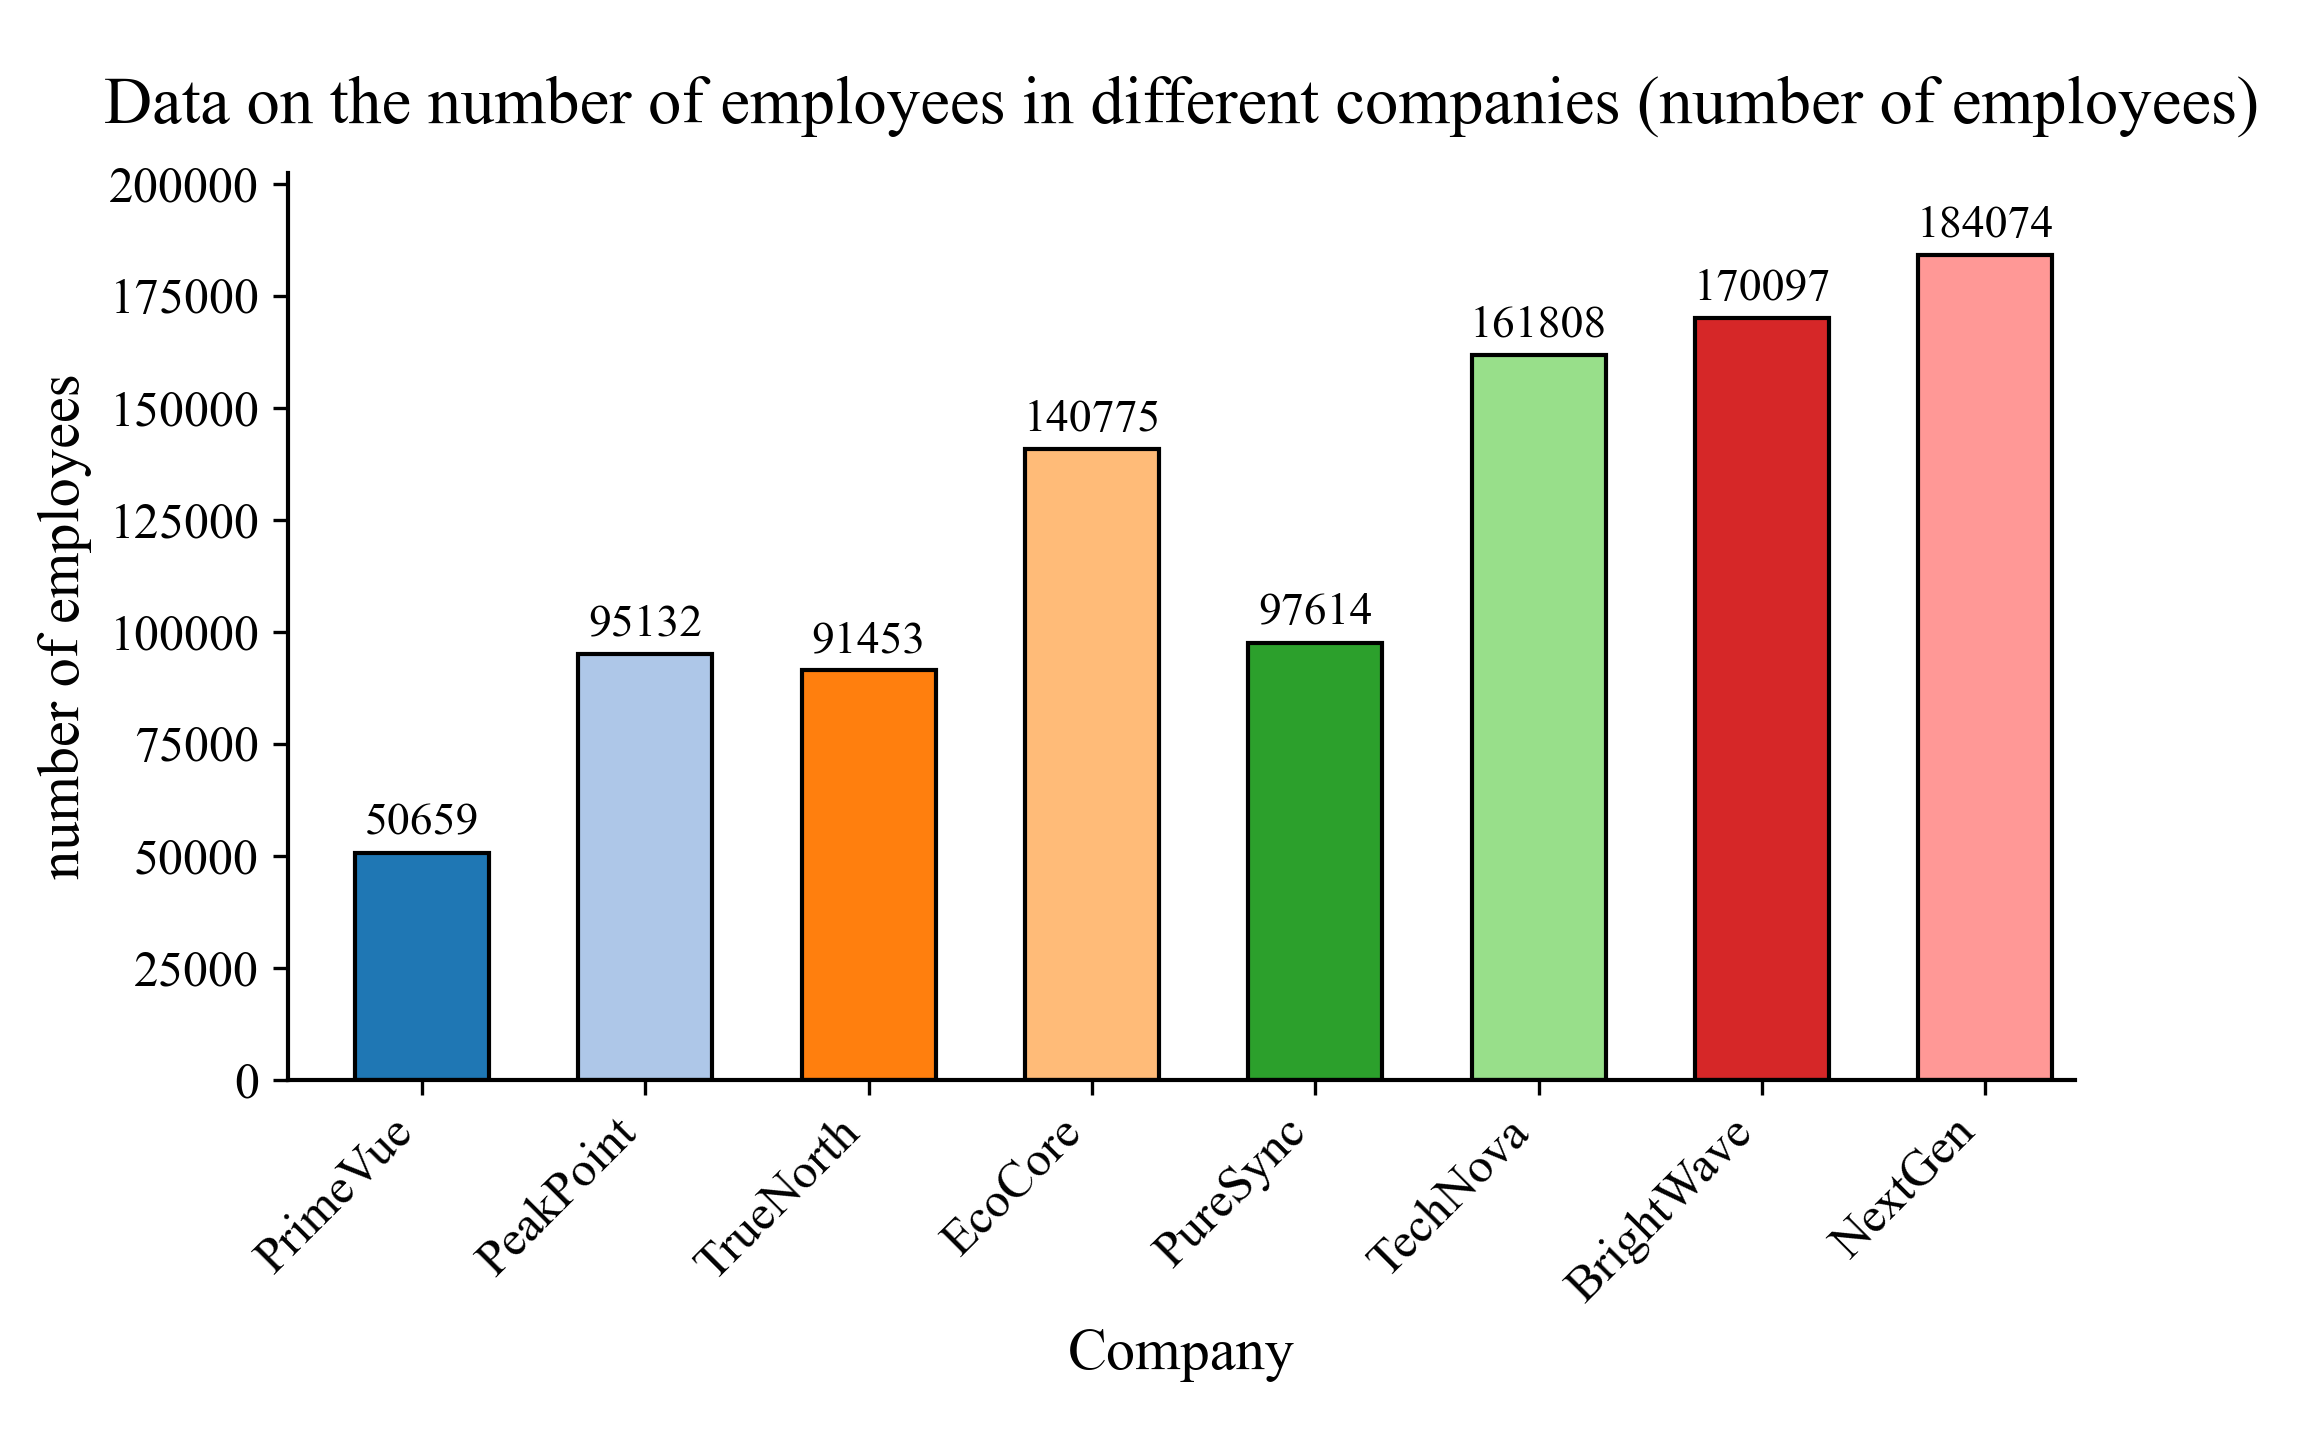 Data on the number of employees in different companies (number of employees)
number of employees
200000
175000
150000
125000
100000
75000
50000
25000
0
50659
95132
91453
140775
97614
161808
170097
184074
PrimeVue
PeakPoint
TrueNorth
EcoCore
PureSync
TechNova
BrightWave
NextGen
Company